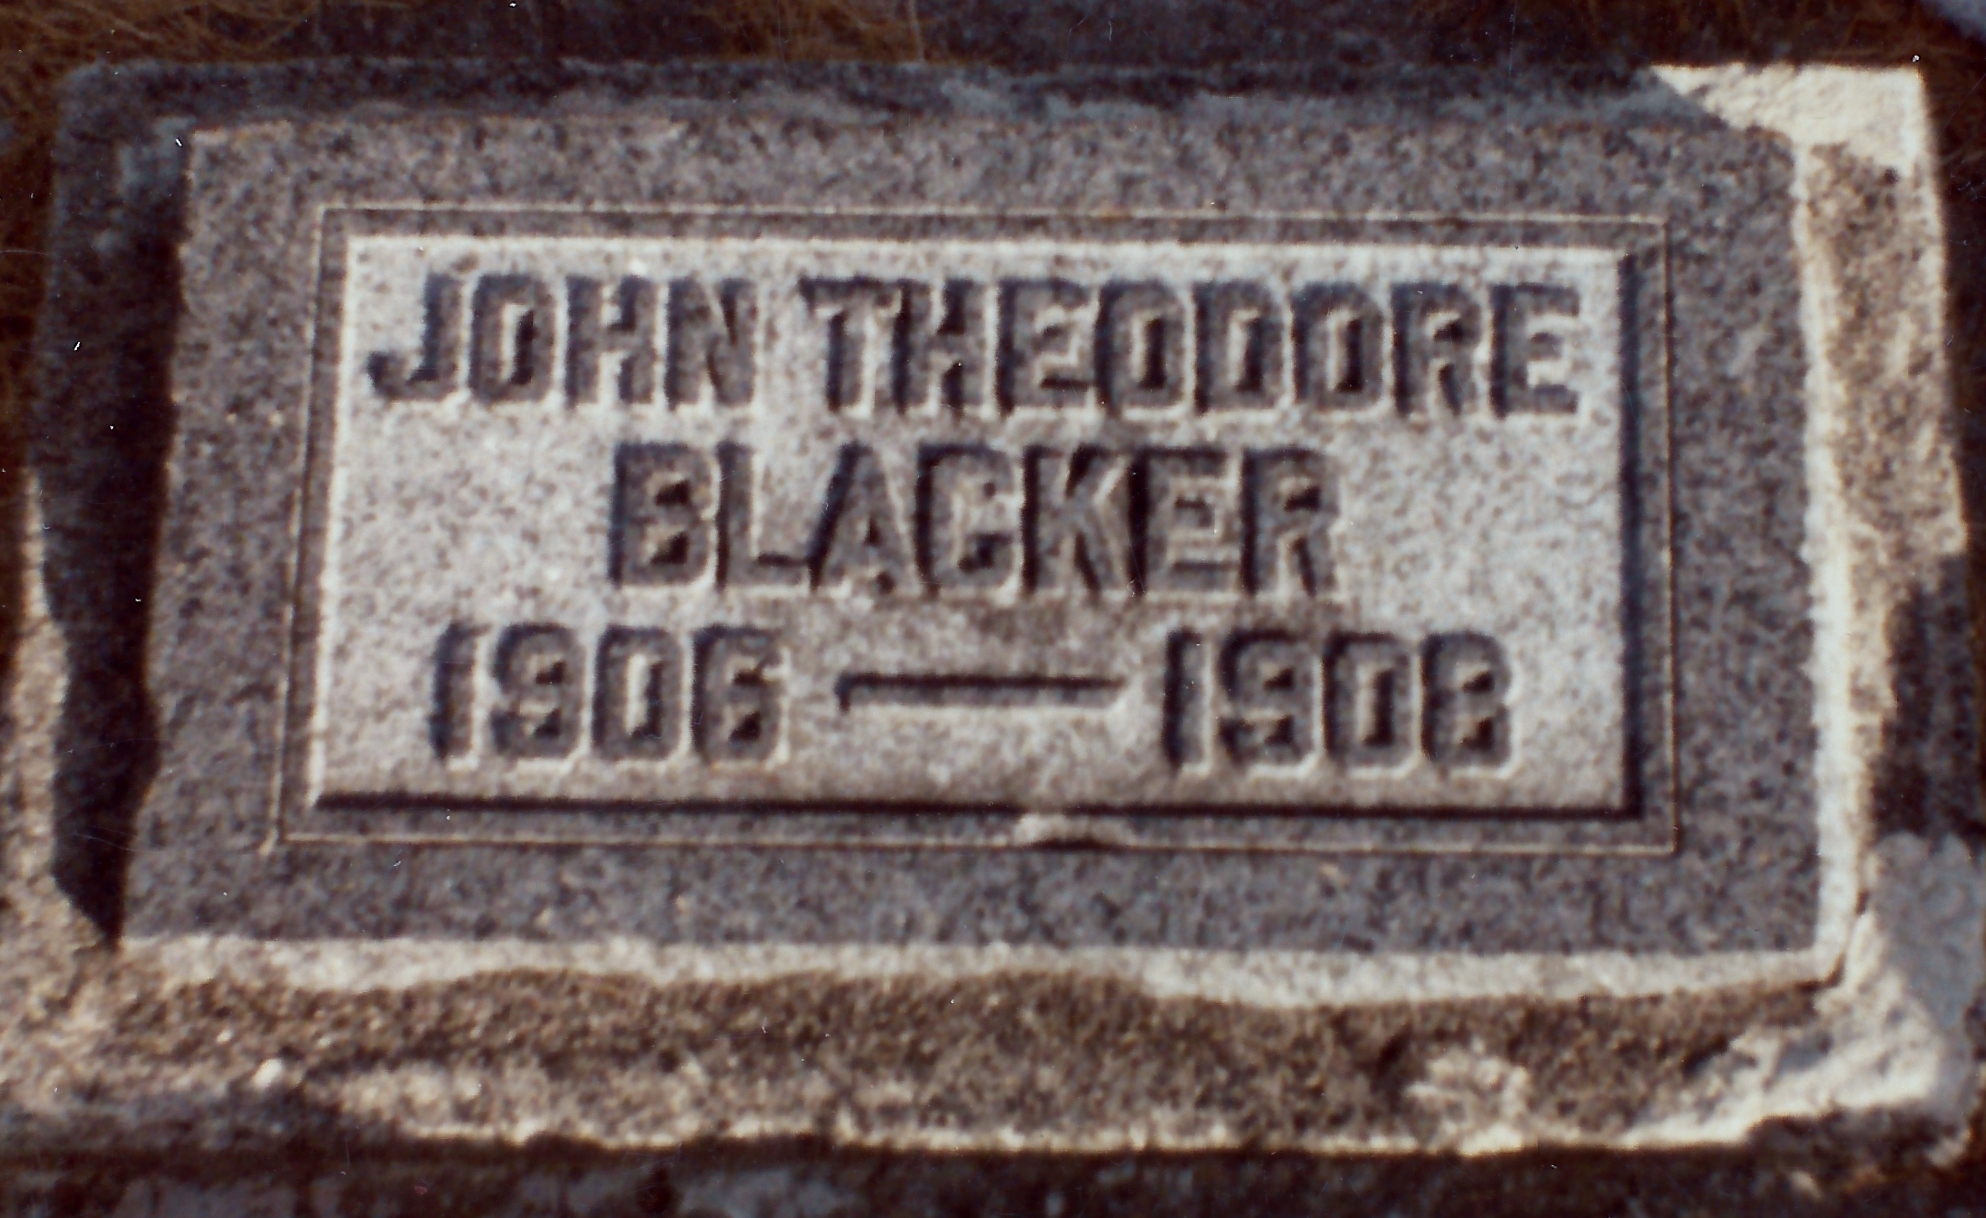 JOHN THEODORE
BLACKER
1906 — 1908